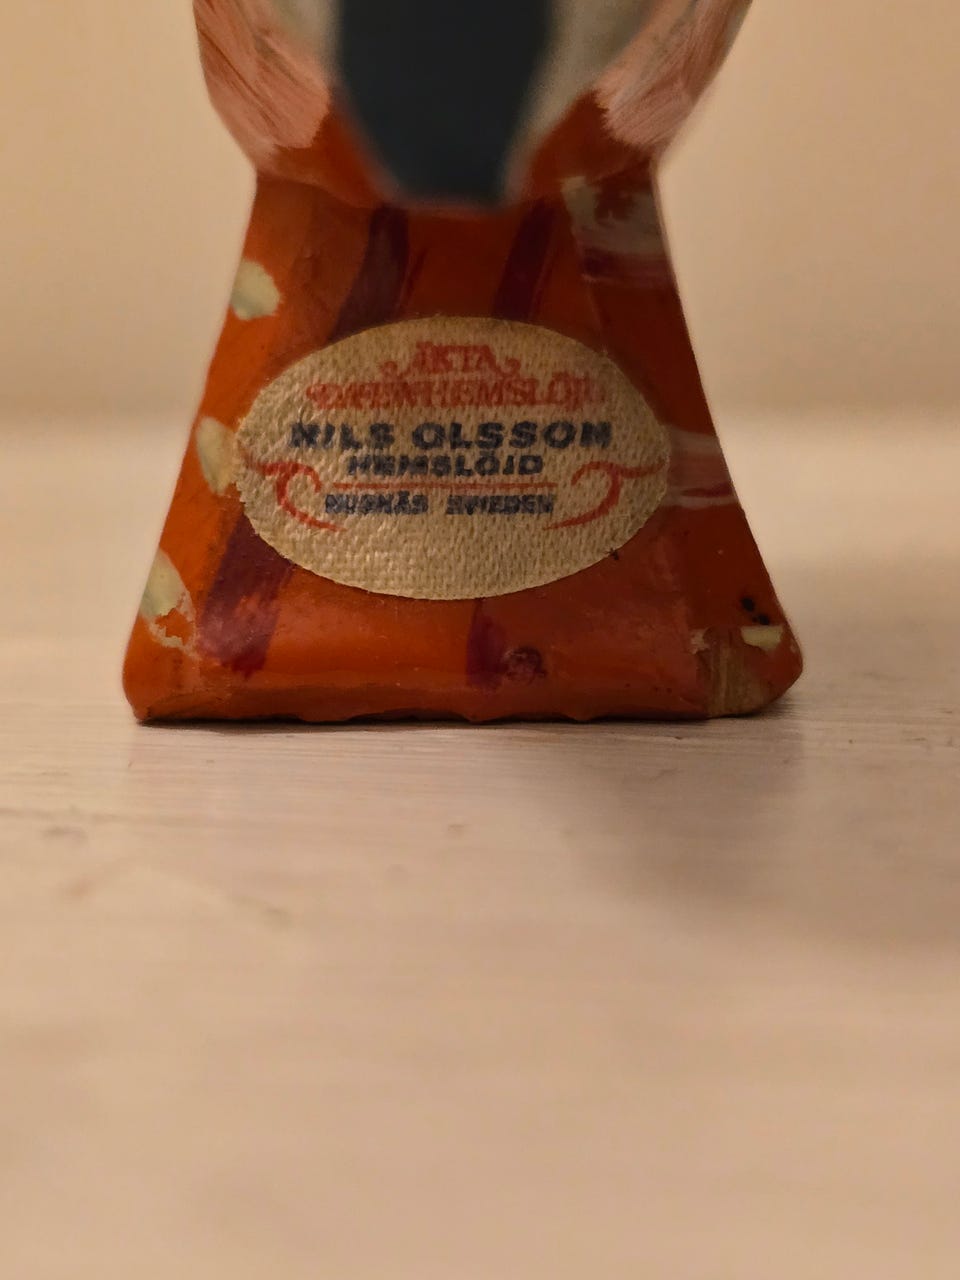 ÄKTA
NILS OLSSON
HEMSLÖJD
NUSNÄS SWEDEN